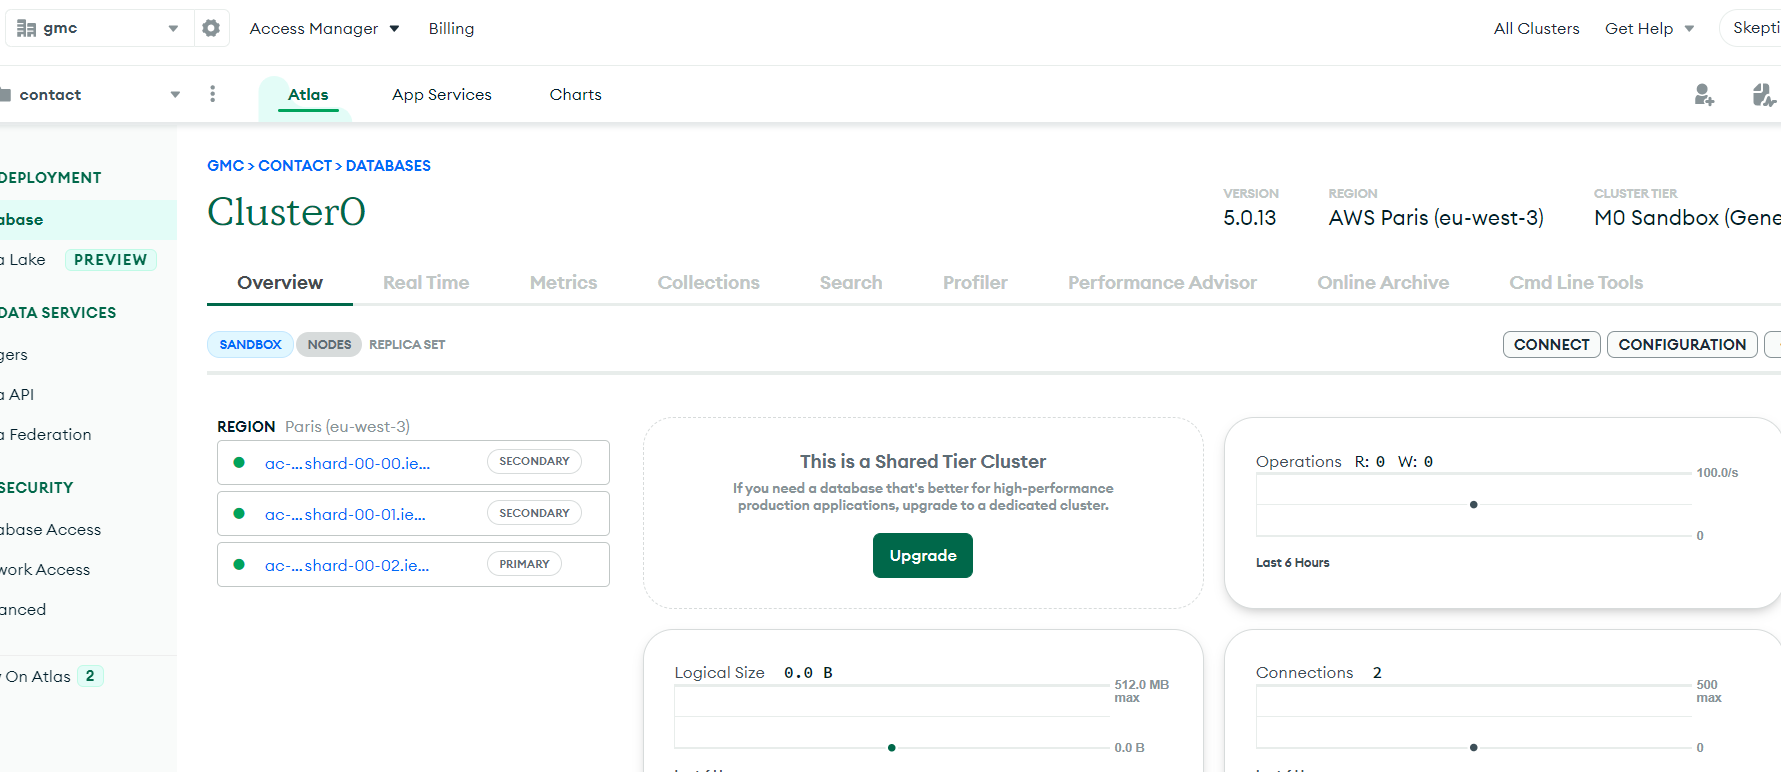 gmc Access Manager Billing All Clusters Get Help Skepti
contact Atlas App Services Charts
DEPLOYMENT
abase
a Lake PREVIEW
DATA SERVICES
gers
a API
a Federation
SECURITY
abase Access
work Access
anced
On Atlas 2
GMC > CONTACT > DATABASES
Cluster0
VERSION
5.0.13
REGION
AWS Paris (eu-west-3)
CLUSTER TIER
M0 Sandbox (Gene
Overview Real Time Metrics Collections Search Profiler Performance Advisor Online Archive Cmd Line Tools
SANDBOX NODES REPLICA SET CONNECT CONFIGURATION
REGION Paris (eu-west-3)
ac-...shard-00-00.ie... SECONDARY
ac-...shard-00-01.ie... SECONDARY
ac-...shard-00-02.ie... PRIMARY
This is a Shared Tier Cluster
If you need a database that's better for high-performance
production applications, upgrade to a dedicated cluster.
Upgrade
Operations R: 0 W: 0
100.0/s
0
Last 6 Hours
Logical Size 0.0 B
512.0 MB
max
0.0 B
Connections 2
500
max
0